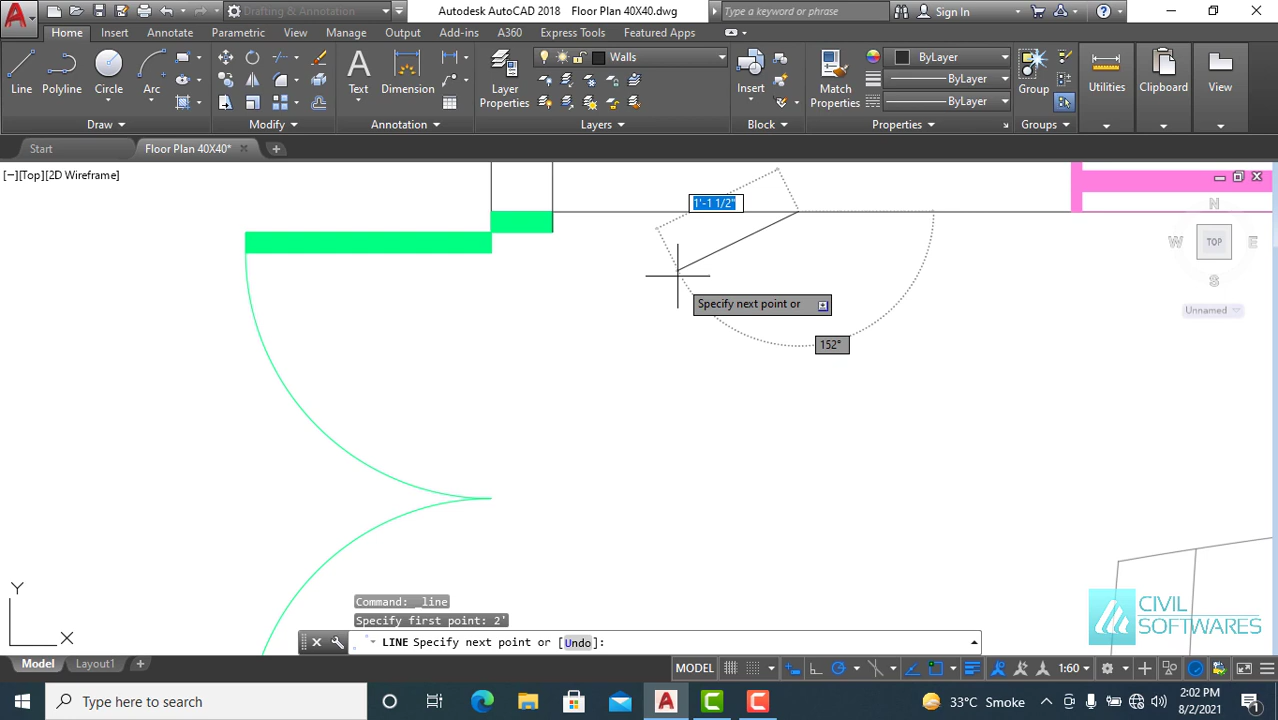 Drafting & Annotation
Autodesk AutoCAD 2018 Floor Plan 40X40.dwg
Type a keyword or phrase
Sign In
Home Insert Annotate Parametric View Manage Output Add-ins A360 Express Tools Featured Apps
Line
Polyline
Circle
Arc
Text
Dimension
Layer
Properties
Walls
Insert
Match
Properties
ByLayer
ByLayer
ByLayer
Group
Utilities
Clipboard
View
Draw
Modify
Annotation
Layers
Block
Properties
Groups
Start
Floor Plan 40X40*
[−][Top][2D Wireframe]
1'-1 1/2"
N
W
TOP
E
S
Unnamed
Specify next point or
152°
Y
X
Command: _line
Specify first point: 2'
LINE Specify next point or [Undo]:
CIVIL
SOFTWARES
Model
Layout1
MODEL
1:60
Type here to search
33°C Smoke
2:02 PM
8/2/2021
1